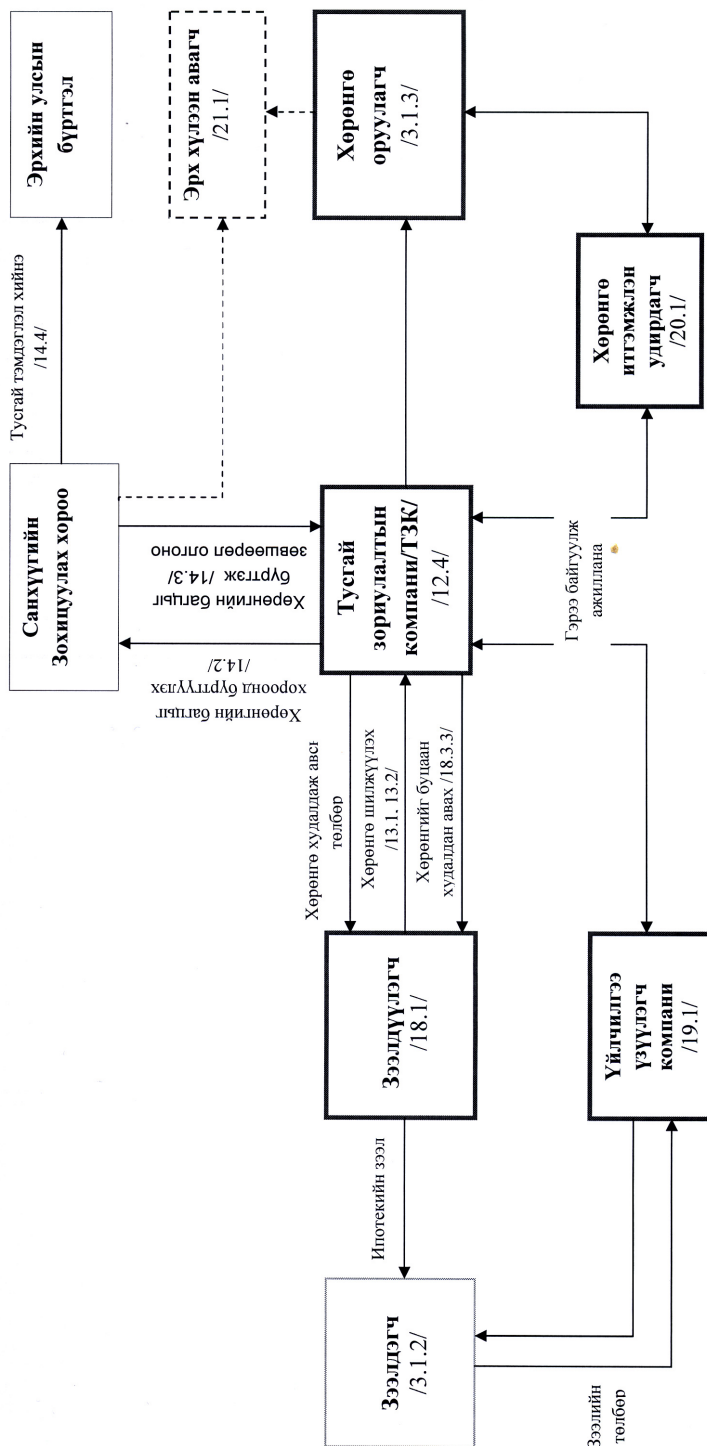 Санхүүгийн
Зохицуулах хороо
Тусгай тэмдэглэл хийнэ
/14.4/
Эрхийн улсын
бүртгэл
Хөрөнгийн багцыг
хороонд бүртгүүлэх
/14.2/
Хөрөнгийн багцыг
бүртгэж /14.3/
зөвшөөрөл олгоно
Эрх хүлээн авагч
/21.1/
Ипотекийн зээл
Зээлдэгч
/3.1.2/
Зээлдүүлэгч
/18.1/
Хөрөнгө худалдаж
төлбөр
Хөрөнгө шилжүүлэх
/13.1. 13.2/
Хөрөнгийг буцаан
худалдан авах /18.3.3/
Тусгай
зориулалтын
компани/ТЗК/
/12.4/
Хөрөнгө
оруулагч
/3.1.3/
Гэрээ байгуулж
ажиллана
Зээлийн
төлбөр
Үйлчилгээ
үзүүлэгч
компани
/19.1/
Хөрөнгө
итгэмжлэн
удирдагч
/20.1/